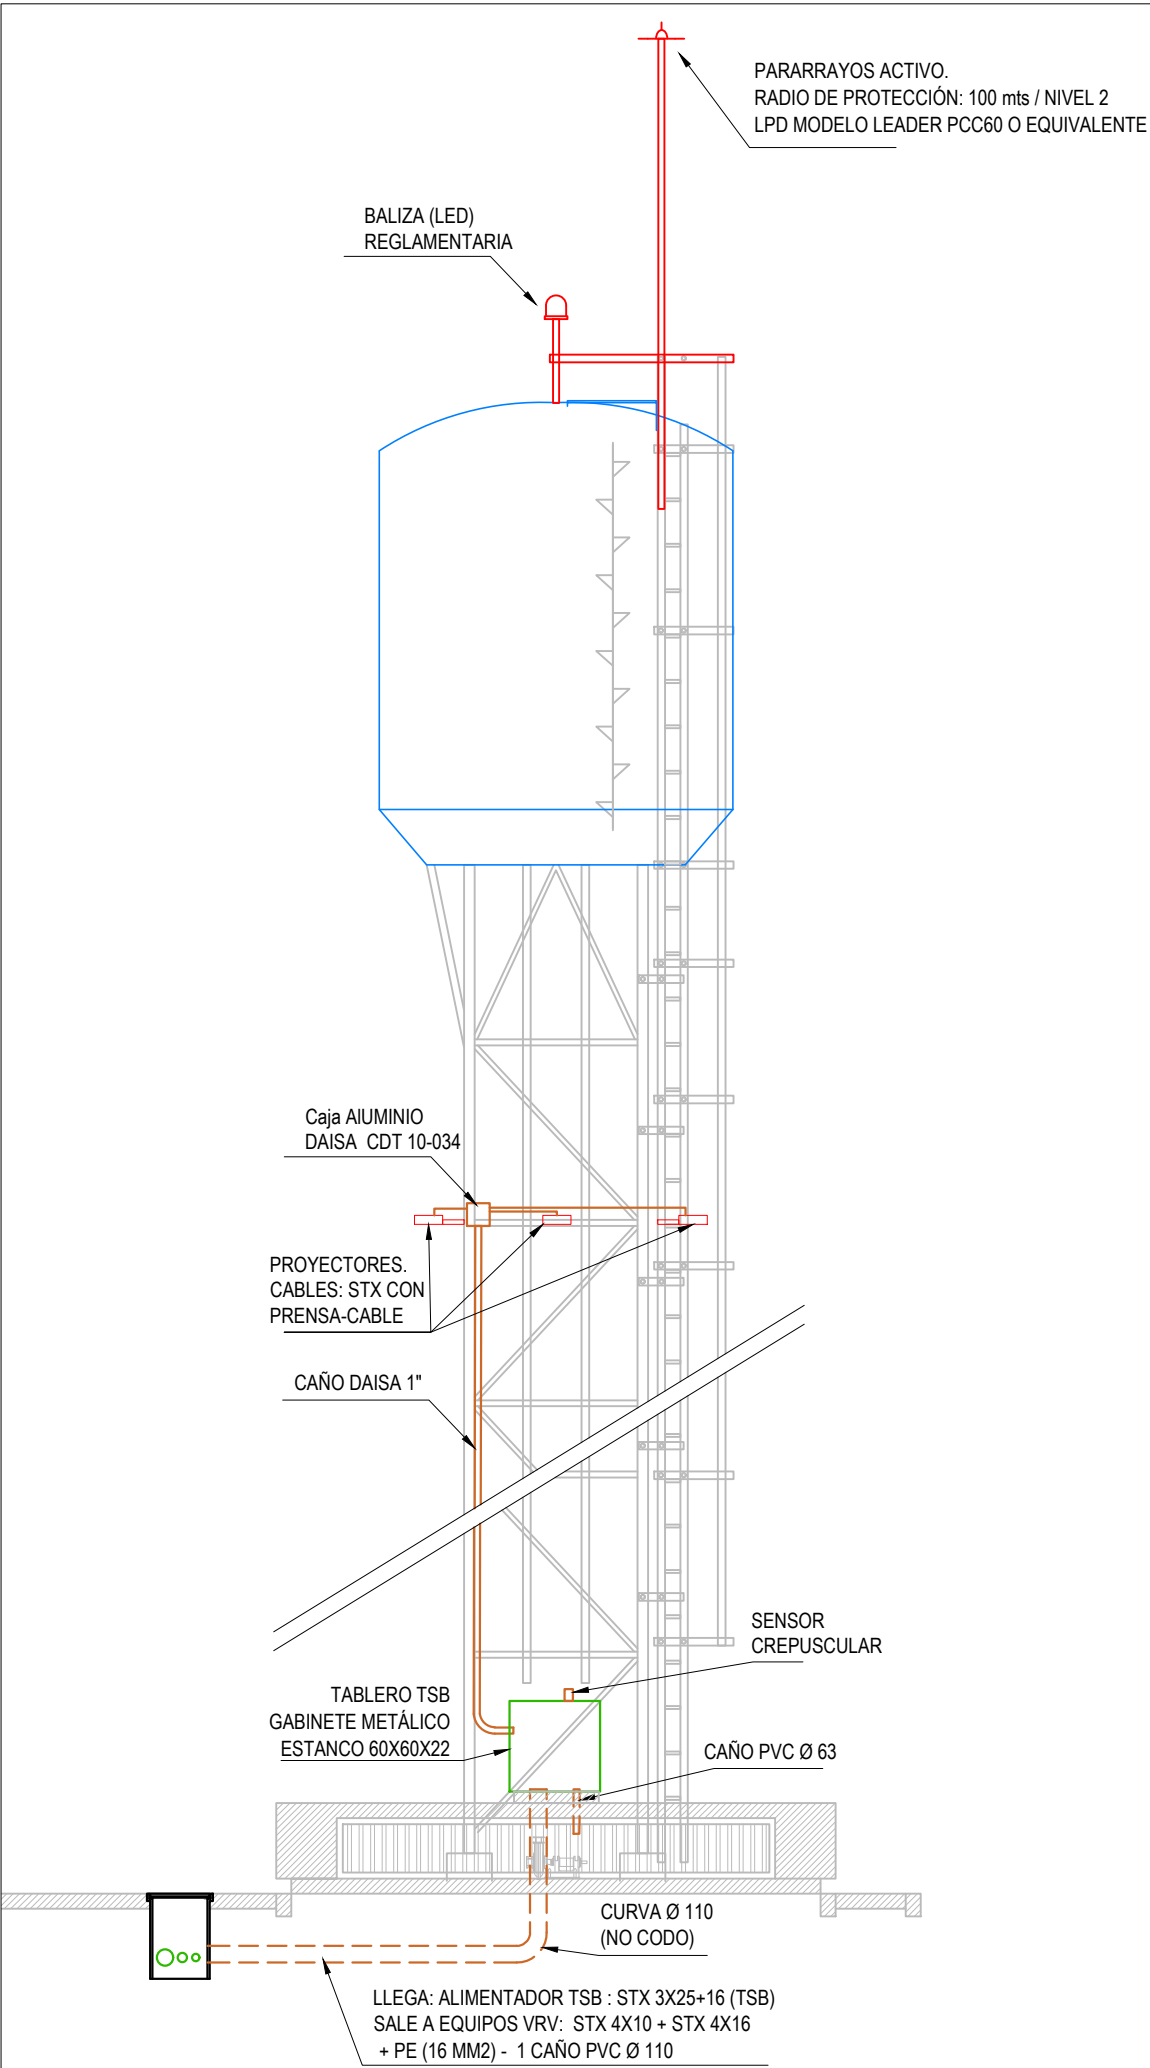 PARARRAYOS ACTIVO.
RADIO DE PROTECCIÓN: 100 mts / NIVEL 2
LPD MODELO LEADER PCC60 O EQUIVALENTE
BALIZA (LED)
REGLAMENTARIA
Caja AlUMINIO
DAISA CDT 10-034
PROYECTORES.
CABLES: STX CON
PRENSA-CABLE
CAÑO DAISA 1"
SENSOR
CREPUSCULAR
TABLERO TSB
GABINETE METÁLICO
ESTANCO 60X60X22
CAÑO PVC Ø 63
CURVA Ø 110
(NO CODO)
LLEGA: ALIMENTADOR TSB : STX 3X25+16 (TSB)
SALE A EQUIPOS VRV: STX 4X10 + STX 4X16
+ PE (16 MM2) - 1 CAÑO PVC Ø 110